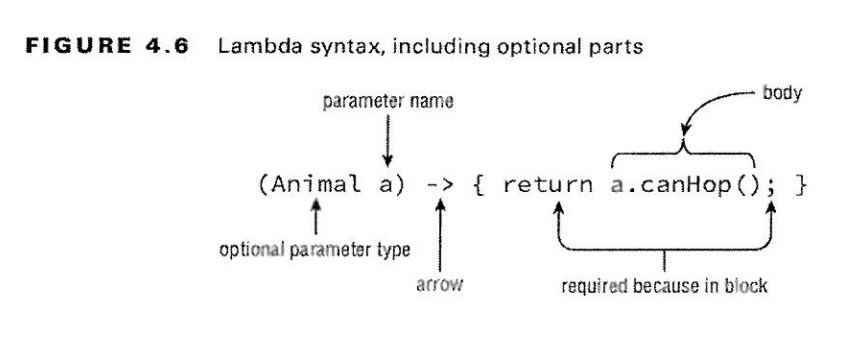 FIGURE 4.6 Lambda syntax, including optional parts
body
parameter name
(Animal a) -> { return a.canHop(); }
optional parameter type
arrow
required because in block